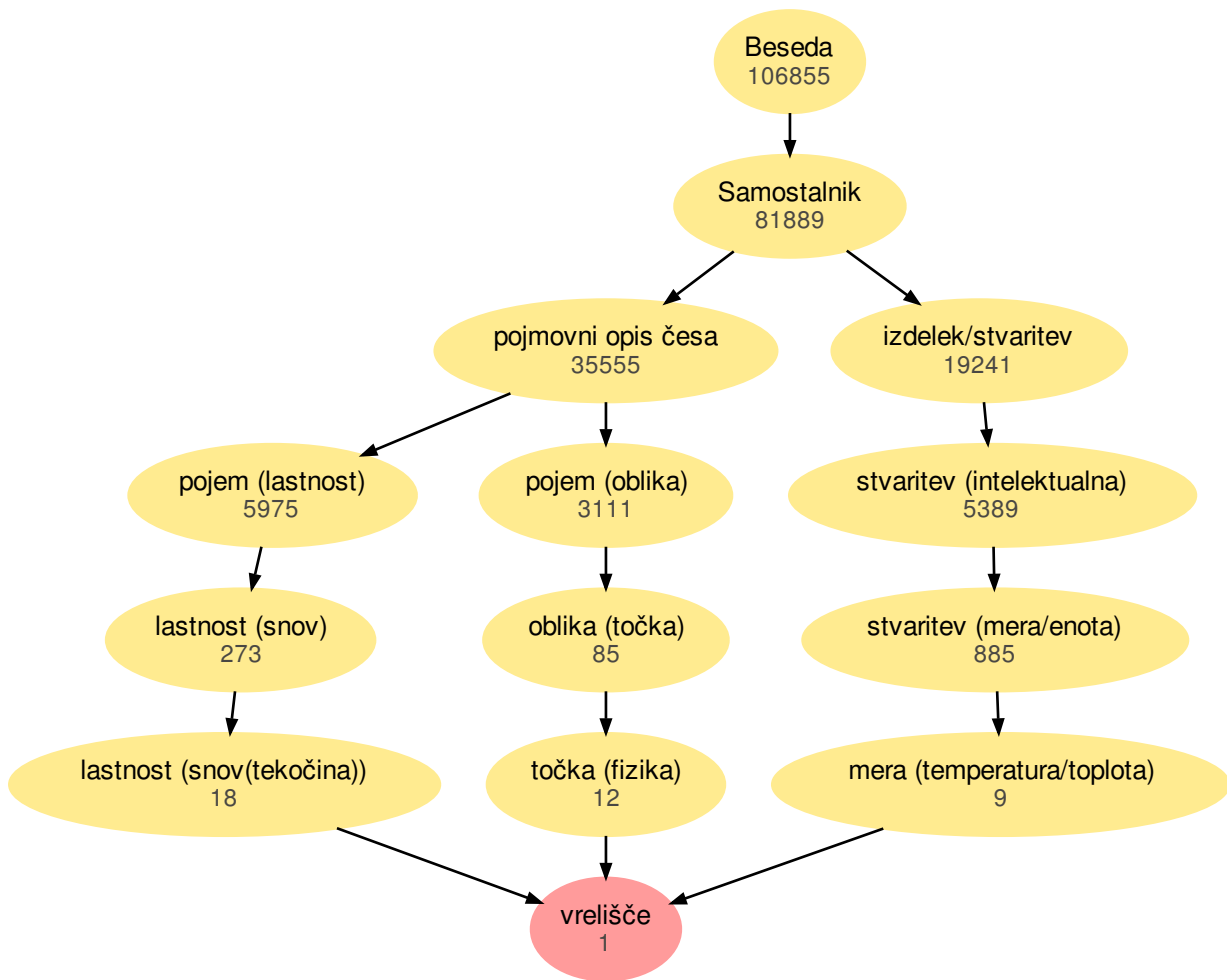 Beseda
106855
Samostalnik
81889
pojmovni opis česa
35555
izdelek/stvaritev
19241
pojem (lastnost)
5975
pojem (oblika)
3111
stvaritev (intelektualna)
5389
lastnost (snov)
273
oblika (točka)
85
stvaritev (mera/enota)
885
lastnost (snov(tekočina))
18
točka (fizika)
12
mera (temperatura/toplota)
9
vrelišče
1